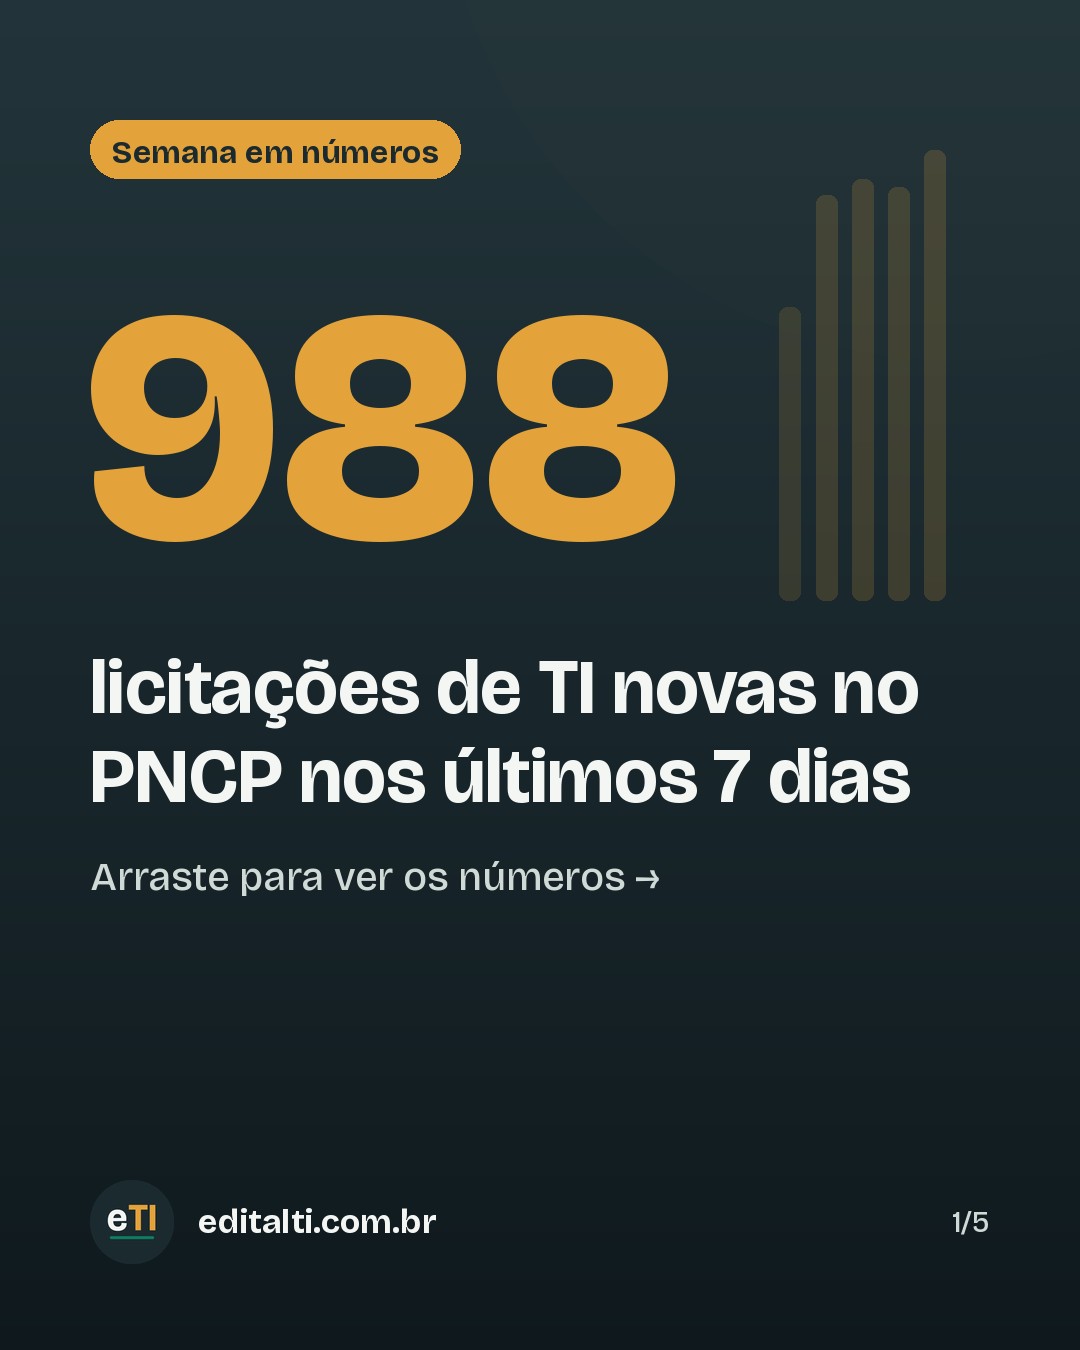 Semana em números
988
licitações de TI novas no
PNCP nos últimos 7 dias
Arraste para ver os números →
eTI
editalti.com.br
1/5